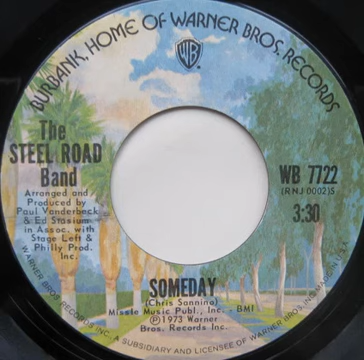 BURBANK, HOME OF WARNER BROS. RECORDS
WB
The
STEEL ROAD
Band
Arranged and
Produced by
Paul Vanderbeck
& Ed Stasium
in Assoc. with
Stage Left &
Philly Prod.
Inc.
WB 7722
(RNJ 0002)S
3:30
SOMEDAY
(Chris Sannino)
Missle Music Publ., Inc. - BMI
℗1973 Warner
Bros. Records Inc.
WARNER BROS. RECORDS INC., A SUBSIDIARY AND LICENSEE OF WARNER BROS. INC.
MADE IN U.S.A.